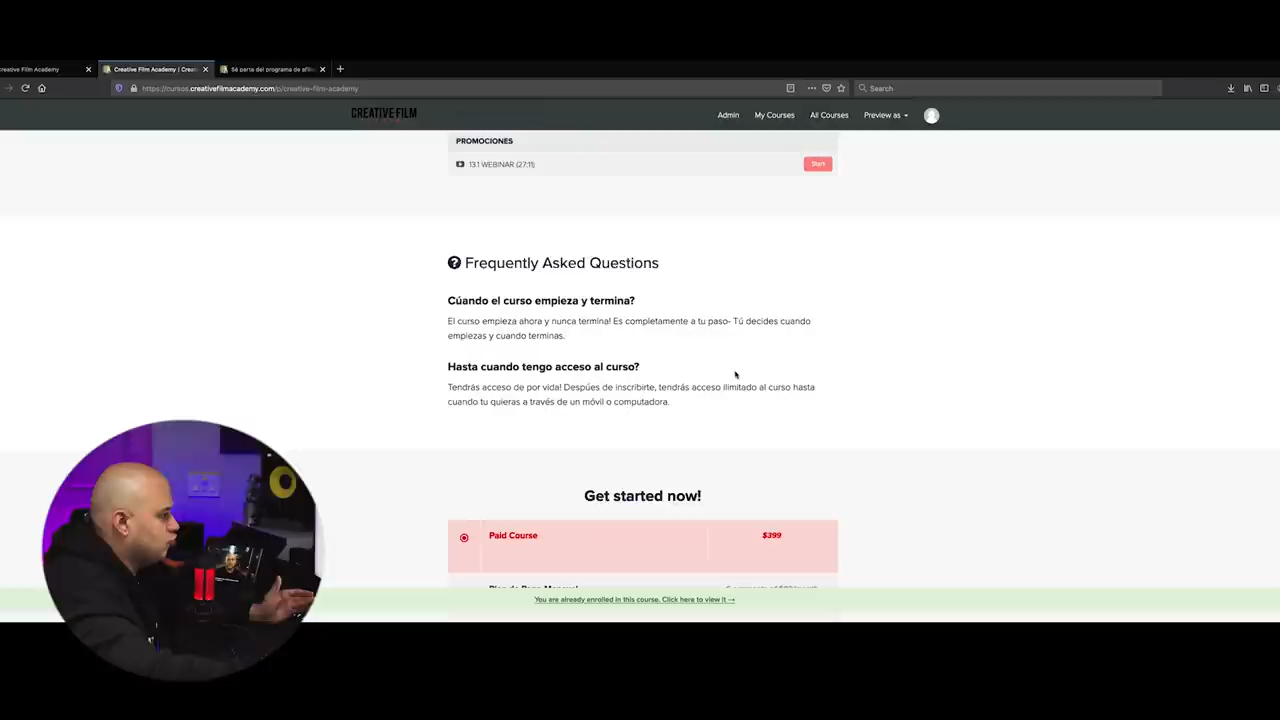 Creative Film Academy
Creative Film Academy | Creat
Sé parte del programa de afilia
https://cursos.creativefilmacademy.com/p/creative-film-academy
Search
CREATIVE FILM
Admin
My Courses
All Courses
Preview as
PROMOCIONES
13.1 WEBINAR (27:11)
Start
Frequently Asked Questions
Cúando el curso empieza y termina?
El curso empieza ahora y nunca termina! Es completamente a tu paso- Tú decides cuando
empiezas y cuando terminas.
Hasta cuando tengo acceso al curso?
Tendrás acceso de por vida! Despúes de inscribirte, tendrás acceso ilimitado al curso hasta
cuando tu quieras a través de un móvil o computadora.
Get started now!
Paid Course
$399
You are already enrolled in this course. Click here to view it →